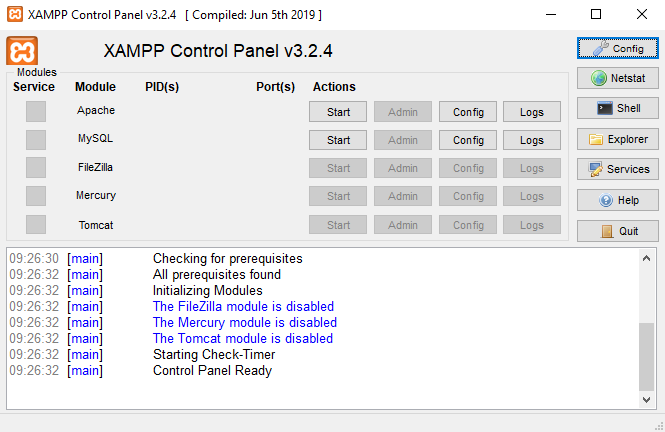 XAMPP Control Panel v3.2.4   [ Compiled: Jun 5th 2019 ]
XAMPP Control Panel v3.2.4
Config
Modules
Service Module PID(s) Port(s) Actions
Netstat
Apache Start Admin Config Logs
Shell
MySQL Start Admin Config Logs
Explorer
FileZilla Start Admin Config Logs
Services
Mercury Start Admin Config Logs
Help
Tomcat Start Admin Config Logs
Quit
09:26:30 [main] Checking for prerequisites
09:26:32 [main] All prerequisites found
09:26:32 [main] Initializing Modules
09:26:32 [main] The FileZilla module is disabled
09:26:32 [main] The Mercury module is disabled
09:26:32 [main] The Tomcat module is disabled
09:26:32 [main] Starting Check-Timer
09:26:32 [main] Control Panel Ready